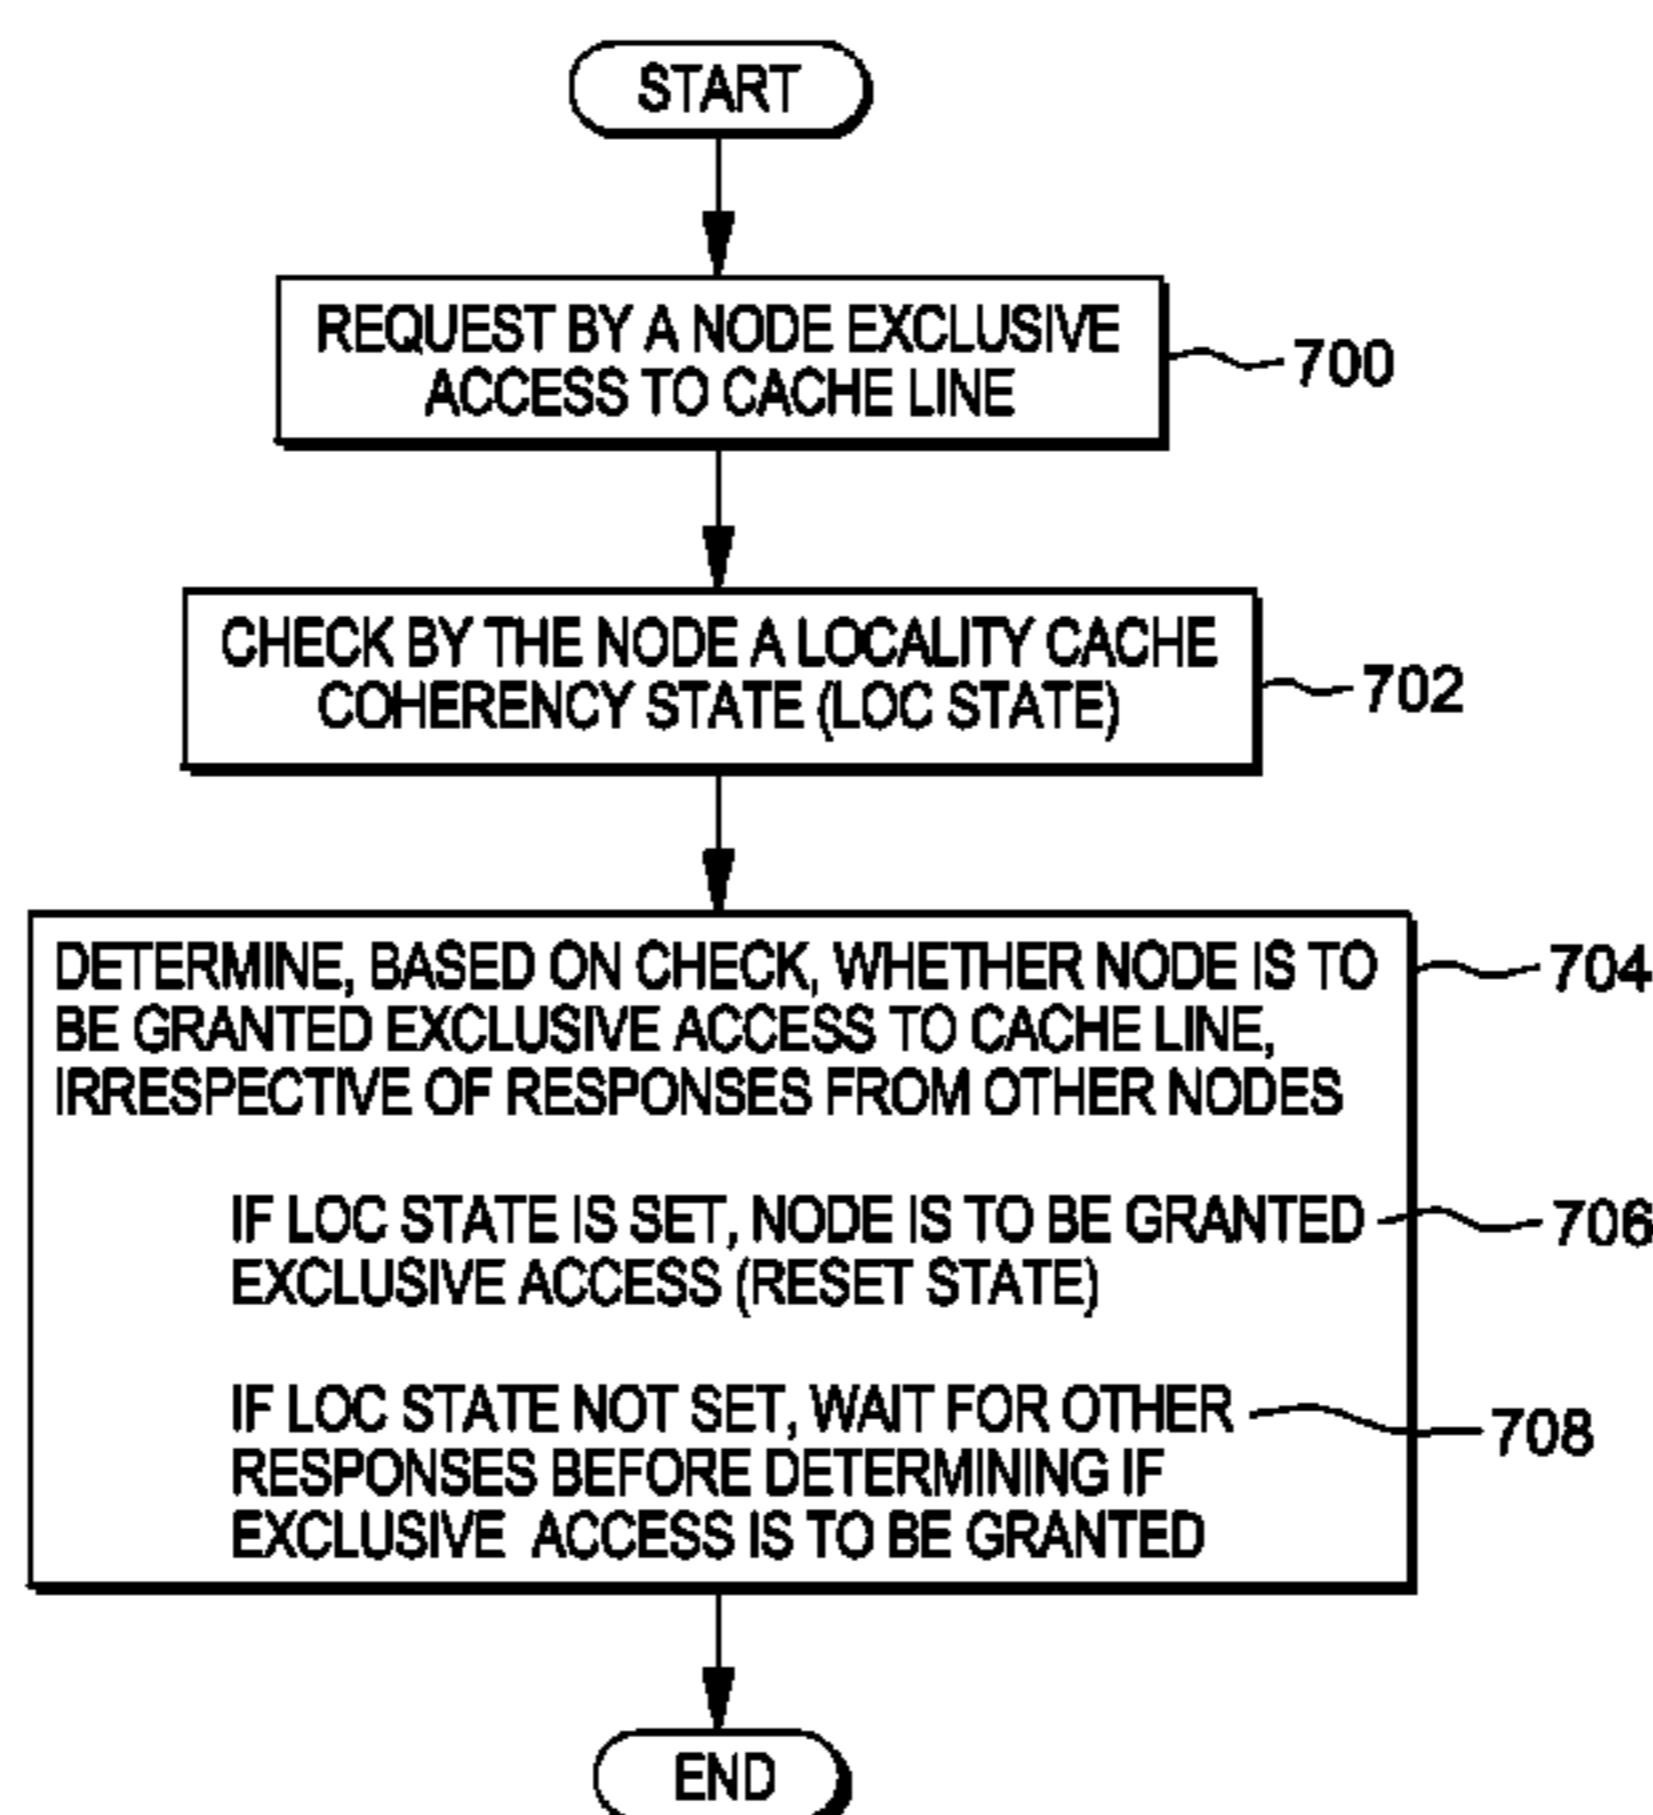 START
REQUEST BY A NODE EXCLUSIVE
ACCESS TO CACHE LINE
700
CHECK BY THE NODE A LOCALITY CACHE
COHERENCY STATE (LOC STATE)
702
DETERMINE, BASED ON CHECK, WHETHER NODE IS TO
BE GRANTED EXCLUSIVE ACCESS TO CACHE LINE,
IRRESPECTIVE OF RESPONSES FROM OTHER NODES
704
IF LOC STATE IS SET, NODE IS TO BE GRANTED
EXCLUSIVE ACCESS (RESET STATE)
706
IF LOC STATE NOT SET, WAIT FOR OTHER
RESPONSES BEFORE DETERMINING IF
EXCLUSIVE ACCESS IS TO BE GRANTED
708
END